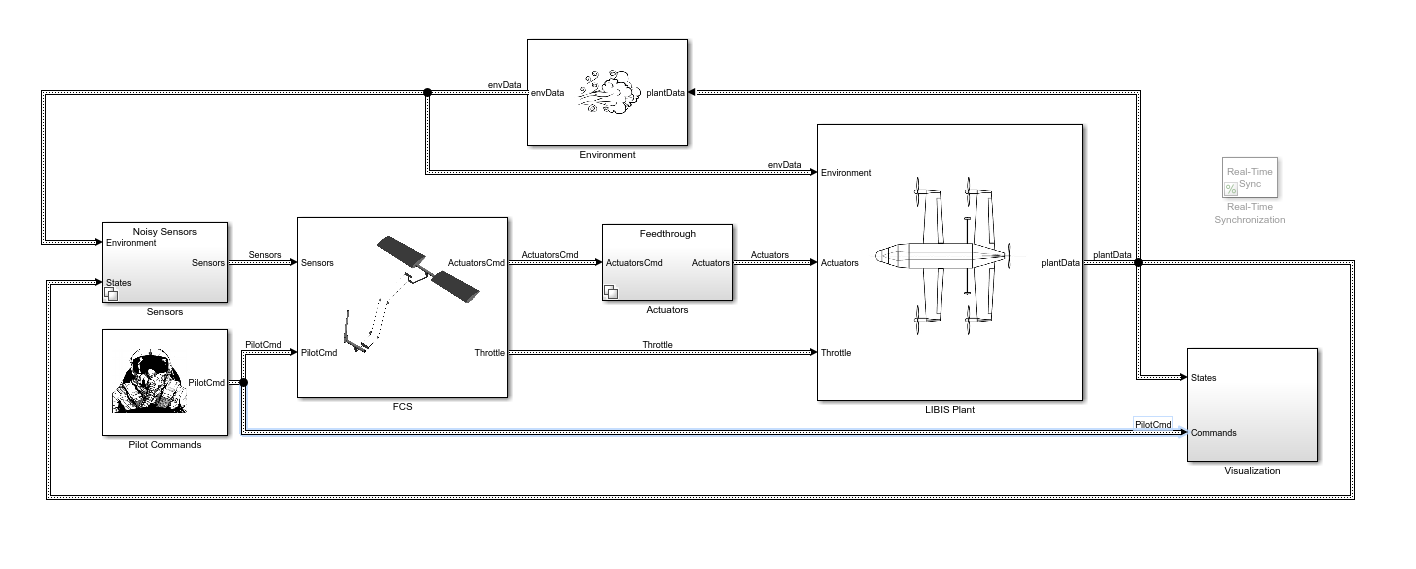 envData
envData
plantData
Environment
envData
Environment
Real-Time
Sync
%
Real-Time
Synchronization
Noisy Sensors
Environment
Sensors
States
Sensors
Sensors
Sensors
ActuatorsCmd
ActuatorsCmd
Feedthrough
ActuatorsCmd
Actuators
Actuators
Actuators
Actuators
plantData
plantData
PilotCmd
Pilot Commands
PilotCmd
PilotCmd
Throttle
FCS
Throttle
Throttle
LIBIS Plant
States
PilotCmd
Commands
Visualization